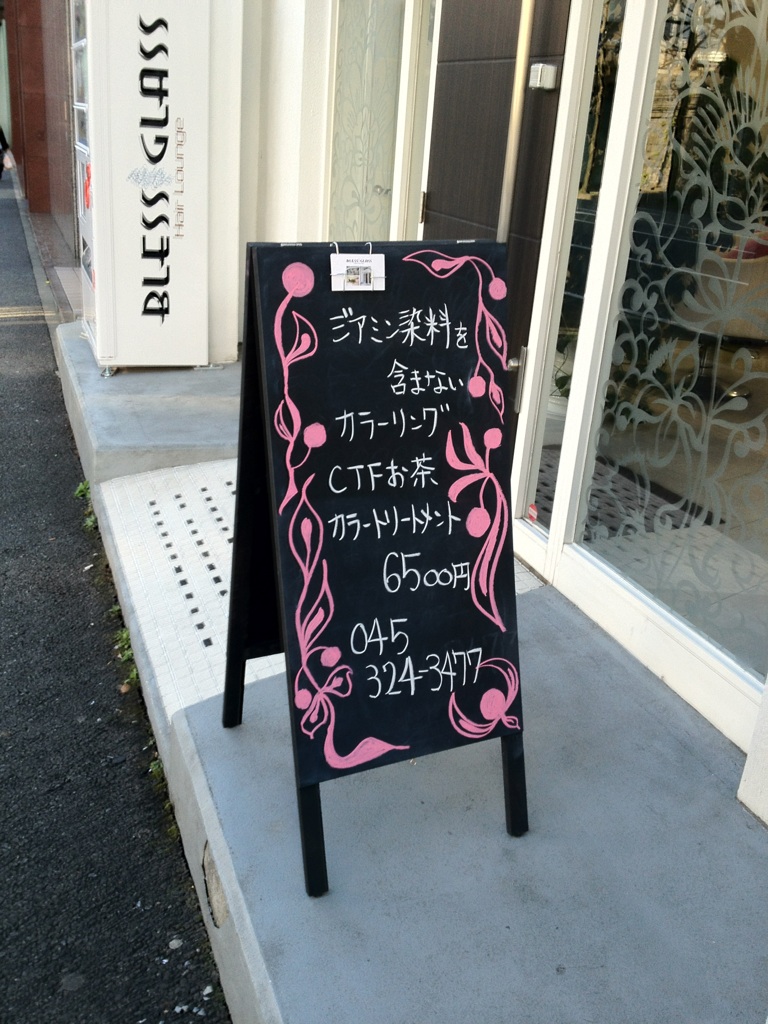 Hair Lounge
ジアミン染料を
含まない
カラーリング
CTFお茶
カラートリートメント
6500円
045
324-3477